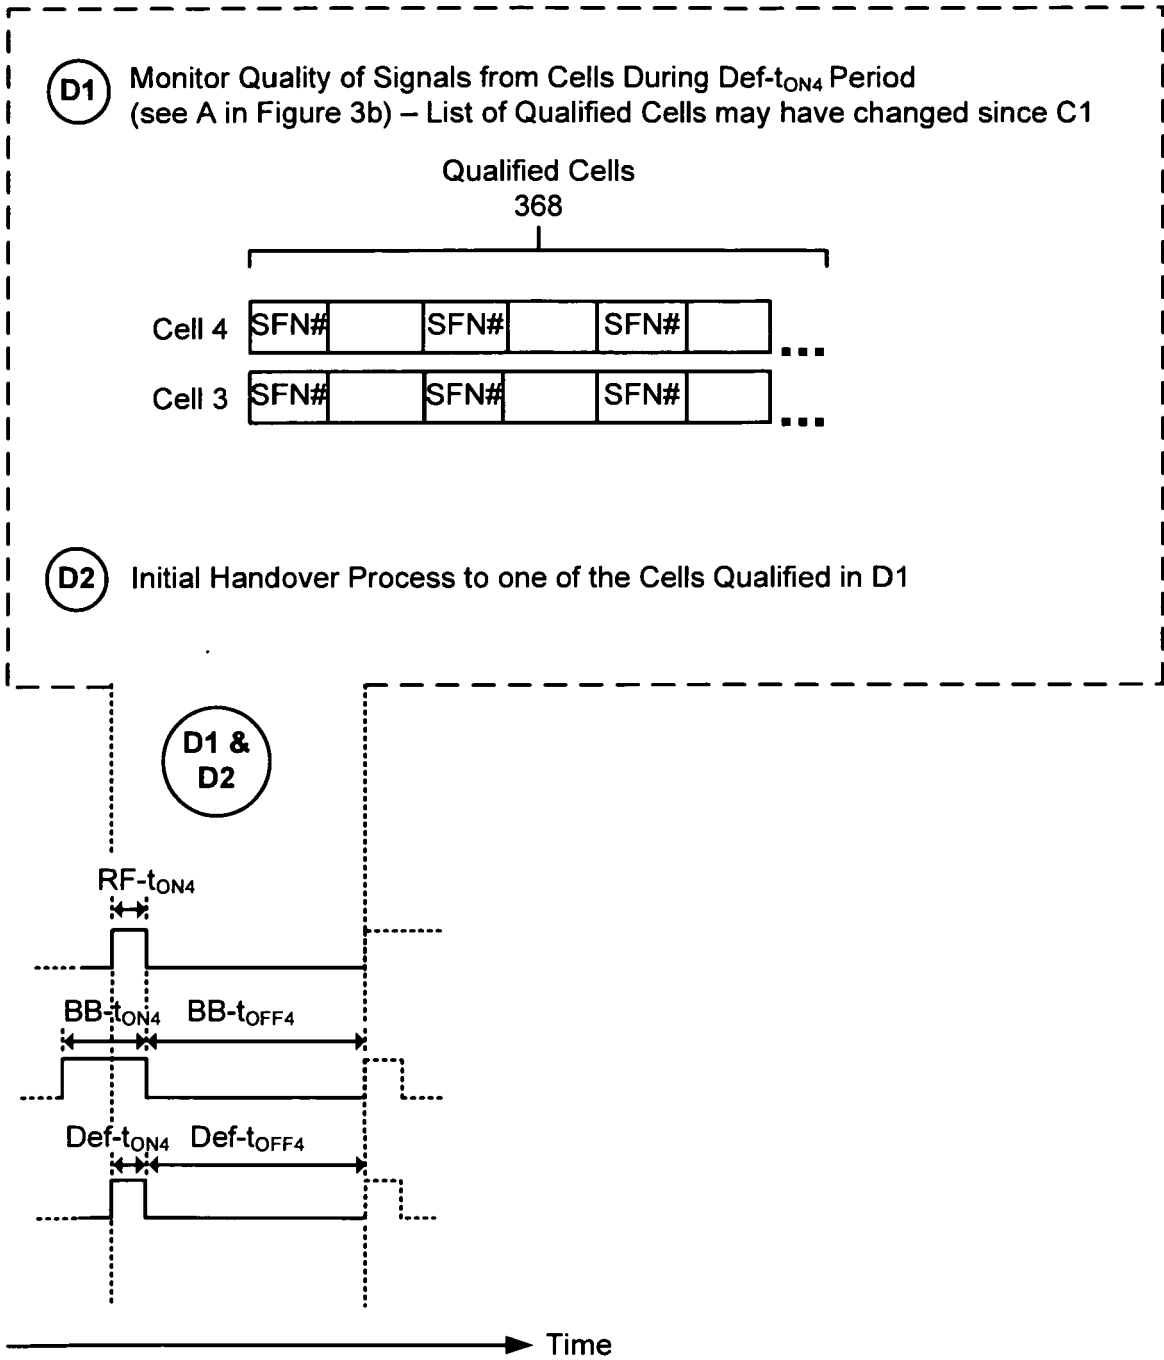 D1 Monitor Quality of Signals from Cells During Def-tON4 Period
(see A in Figure 3b) – List of Qualified Cells may have changed since C1
Qualified Cells
368
Cell 4 SFN# SFN# SFN# ...
Cell 3 SFN# SFN# SFN# ...
D2 Initial Handover Process to one of the Cells Qualified in D1
D1 &
D2
RF-tON4
BB-tON4 BB-tOFF4
Def-tON4 Def-tOFF4
Time